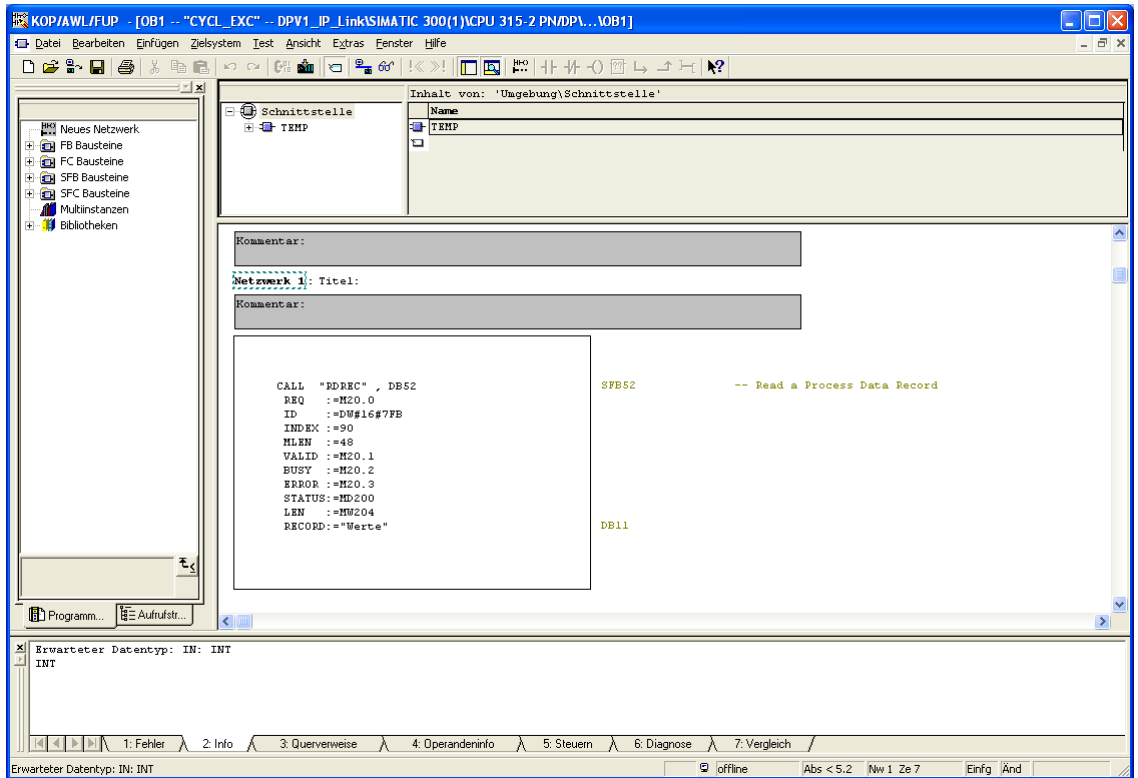 KOP/AWL/FUP - [OB1 -- "CYCL_EXC" -- DPV1_IP_Link\SIMATIC 300(1)\CPU 315-2 PN/DP\...\OB1]
Datei Bearbeiten Einfügen Zielsystem Test Ansicht Extras Fenster Hilfe
Inhalt von: 'Umgebung\Schnittstelle'
Schnittstelle
TEMP
Name
TEMP
Neues Netzwerk
FB Bausteine
FC Bausteine
SFB Bausteine
SFC Bausteine
Multiinstanzen
Bibliotheken
Programm...
Aufrufstr...
Kommentar:
Netzwerk 1: Titel:
Kommentar:
CALL "RDREC" , DB52 SFB52 -- Read a Process Data Record
REQ :=M20.0
ID :=DW#16#7FB
INDEX :=90
MLEN :=48
VALID :=M20.1
BUSY :=M20.2
ERROR :=M20.3
STATUS:=MD200
LEN :=MW204
RECORD:="Werte" DB11
Erwarteter Datentyp: IN: INT
INT
1: Fehler 2: Info 3: Querverweise 4: Operandeninfo 5: Steuern 6: Diagnose 7: Vergleich
Erwarteter Datentyp: IN: INT offline Abs < 5.2 Nw 1 Ze 7 Einfg Änd